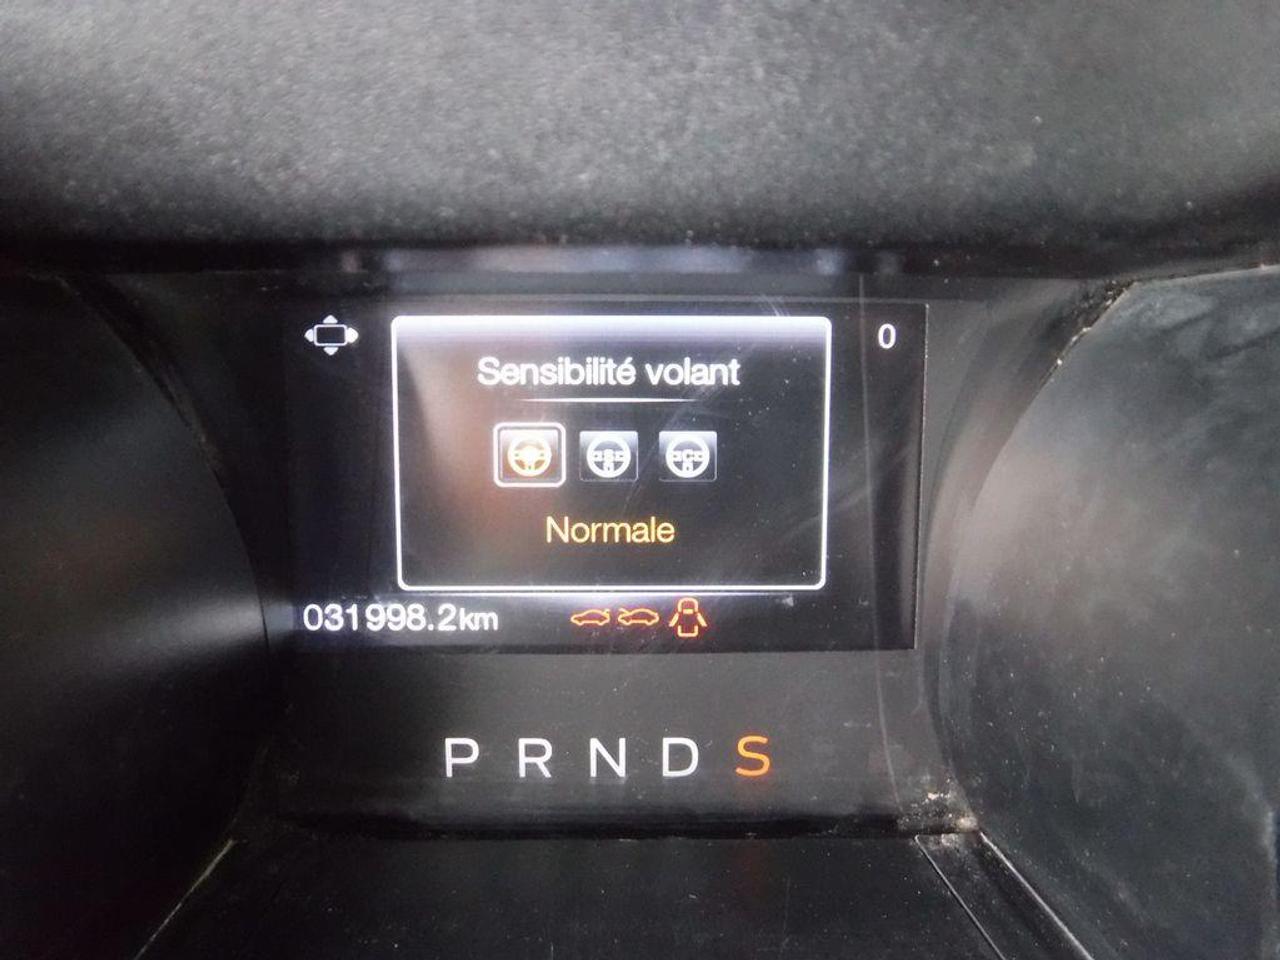 0
Sensibilité volant
S C
Normale
031998.2km
P R N D S